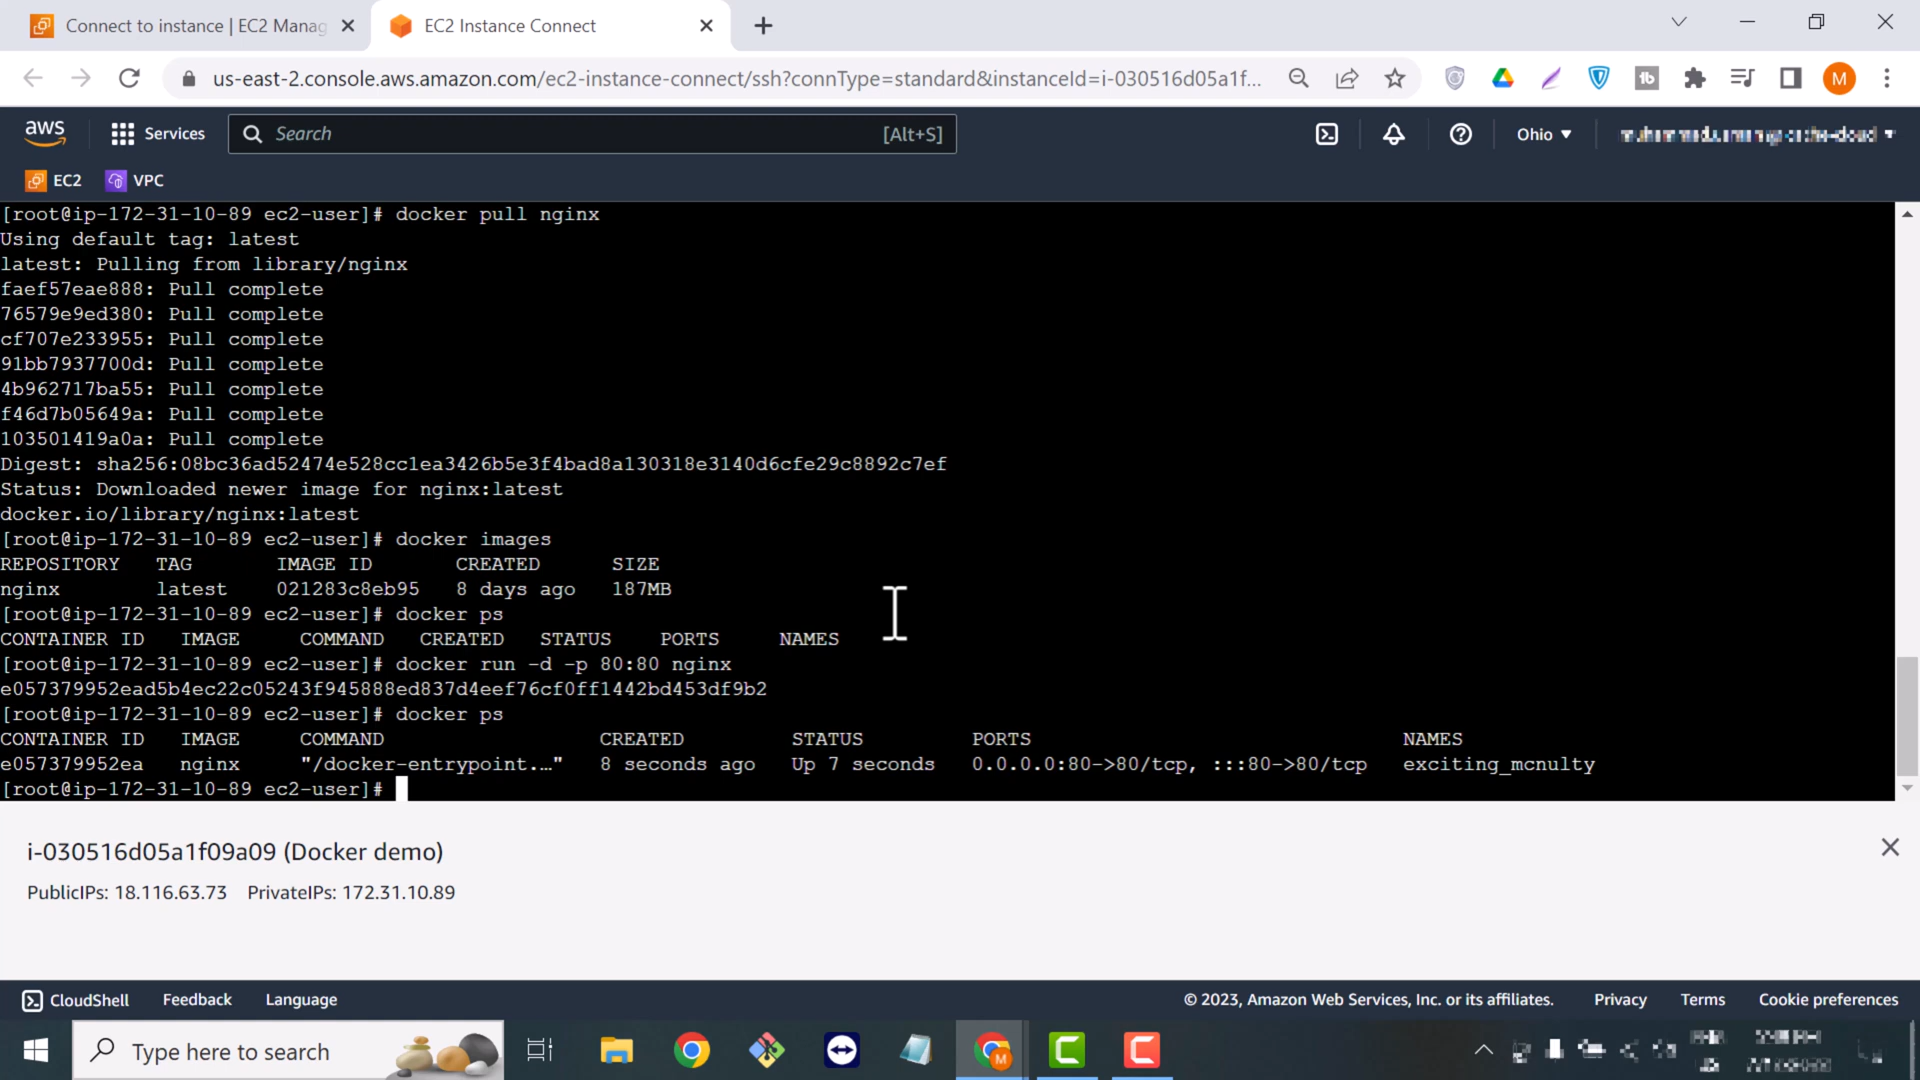 Connect to instance | EC2 Manag
EC2 Instance Connect
us-east-2.console.aws.amazon.com/ec2-instance-connect/ssh?connType=standard&instanceId=i-030516d05a1f...
M
aws
Services
Search
[Alt+S]
Ohio
EC2
VPC
[root@ip-172-31-10-89 ec2-user]# docker pull nginx
Using default tag: latest
latest: Pulling from library/nginx
faef57eae888: Pull complete
76579e9ed380: Pull complete
cf707e233955: Pull complete
91bb7937700d: Pull complete
4b962717ba55: Pull complete
f46d7b05649a: Pull complete
103501419a0a: Pull complete
Digest: sha256:08bc36ad52474e528cc1ea3426b5e3f4bad8a130318e3140d6cfe29c8892c7ef
Status: Downloaded newer image for nginx:latest
docker.io/library/nginx:latest
[root@ip-172-31-10-89 ec2-user]# docker images
REPOSITORY TAG IMAGE ID CREATED SIZE
nginx latest 021283c8eb95 8 days ago 187MB
[root@ip-172-31-10-89 ec2-user]# docker ps
CONTAINER ID IMAGE COMMAND CREATED STATUS PORTS NAMES
[root@ip-172-31-10-89 ec2-user]# docker run -d -p 80:80 nginx
e057379952ead5b4ec22c05243f945888ed837d4eef76cf0ff1442bd453df9b2
[root@ip-172-31-10-89 ec2-user]# docker ps
CONTAINER ID IMAGE COMMAND CREATED STATUS PORTS NAMES
e057379952ea nginx "/docker-entrypoint.…" 8 seconds ago Up 7 seconds 0.0.0.0:80->80/tcp, :::80->80/tcp exciting_mcnulty
[root@ip-172-31-10-89 ec2-user]#
i-030516d05a1f09a09 (Docker demo)
PublicIPs: 18.116.63.73 PrivateIPs: 172.31.10.89
CloudShell
Feedback
Language
© 2023, Amazon Web Services, Inc. or its affiliates.
Privacy
Terms
Cookie preferences
Type here to search